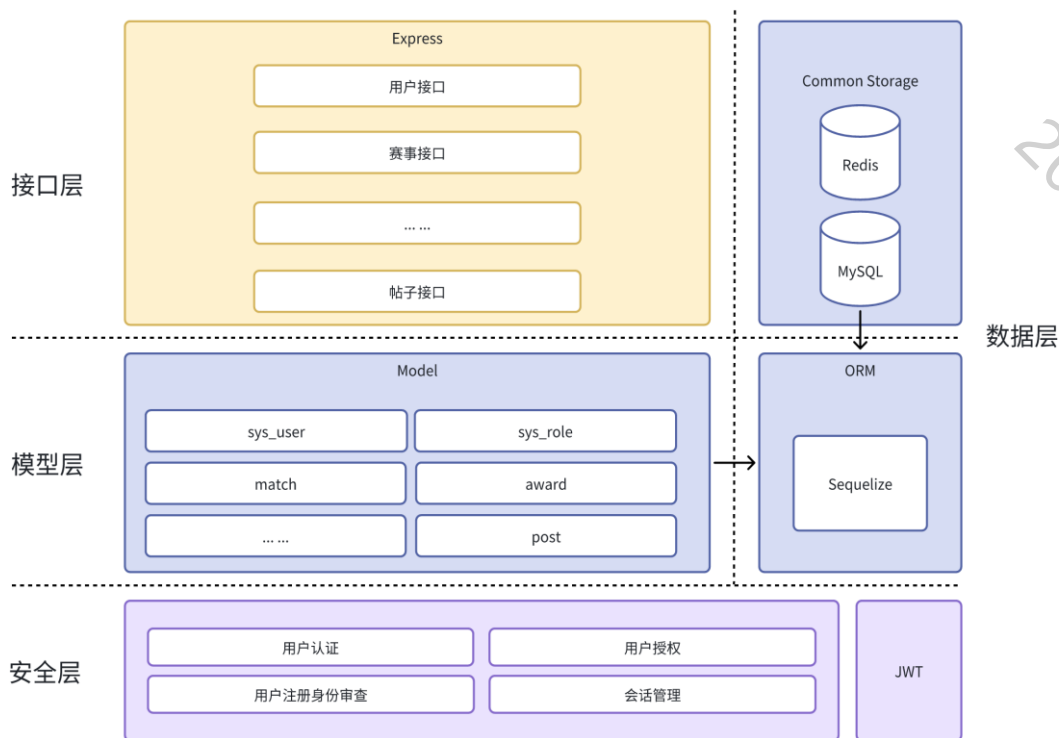 接口层
Express
用户接口
赛事接口
... ...
帖子接口
Common Storage
Redis
MySQL
数据层
模型层
Model
sys_user
sys_role
match
award
... ...
post
ORM
Sequelize
安全层
用户认证
用户授权
用户注册身份审查
会话管理
JWT